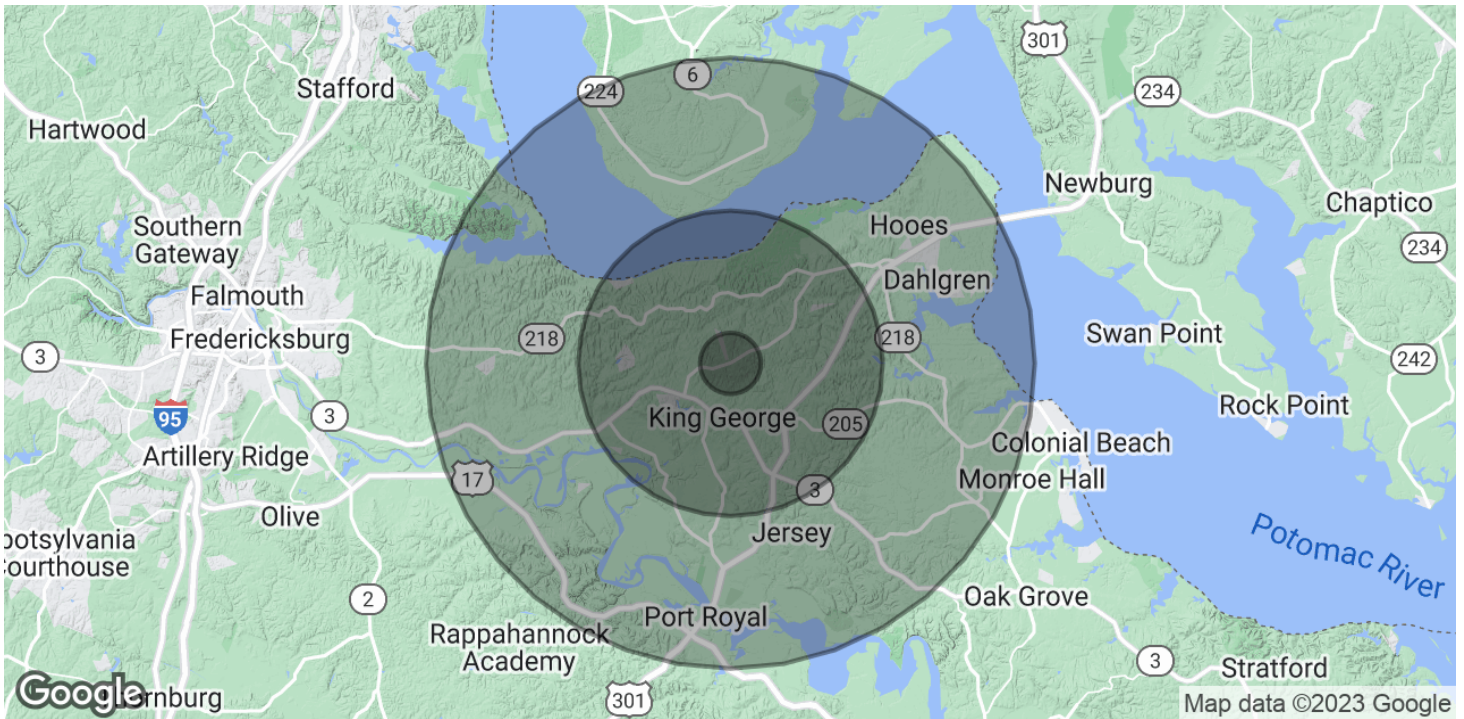 301
6
224
234
Stafford
Hartwood
Newburg
Chaptico
Southern
Gateway
Hooes
234
Dahlgren
Falmouth
Fredericksburg
218
218
Swan Point
3
242
95
3
King George
205
Rock Point
Artillery Ridge
Colonial Beach
17
Monroe Hall
3
Olive
Jersey
Potomac River
2
Oak Grove
Port Royal
Rappahannock
Academy
3
Stratford
Google
301
Map data ©2023 Google